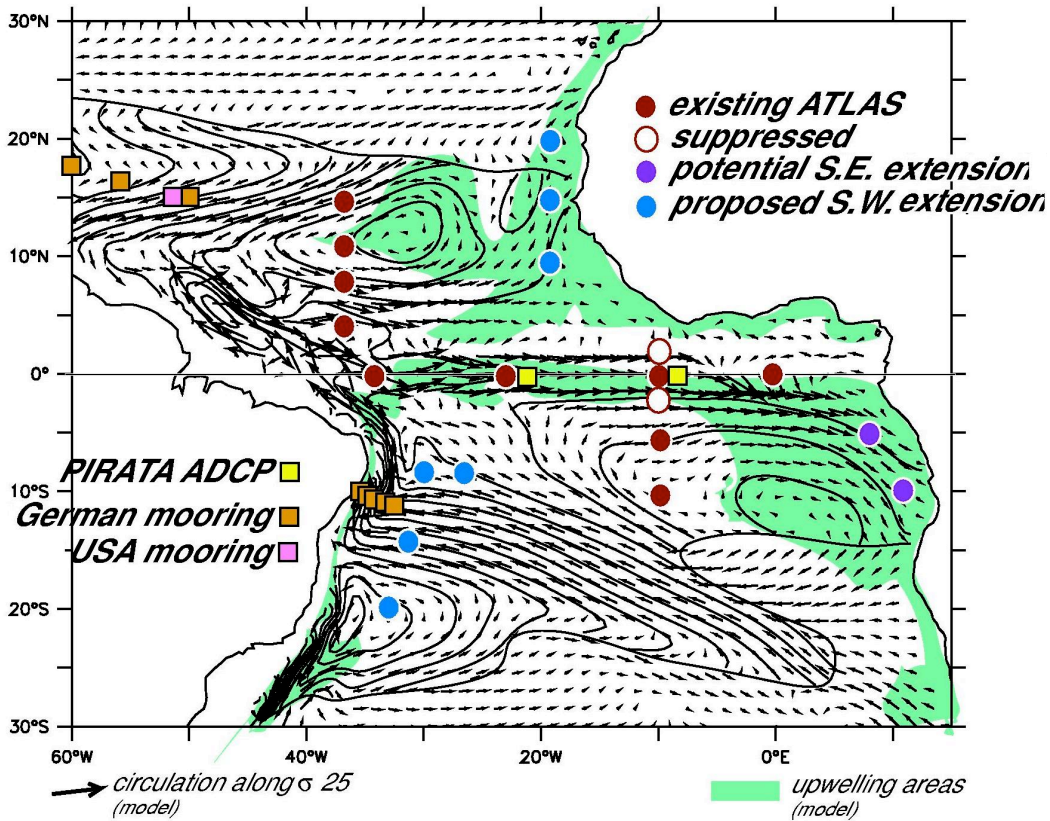 30°N
20°N
10°N
0°
10°S
20°S
30°S
60°W
40°W
20°W
0°E
existing ATLAS
suppressed
potential S.E. extension
proposed S.W. extension
PIRATA ADCP
German mooring
USA mooring
circulation along σ 25
(model)
upwelling areas
(model)